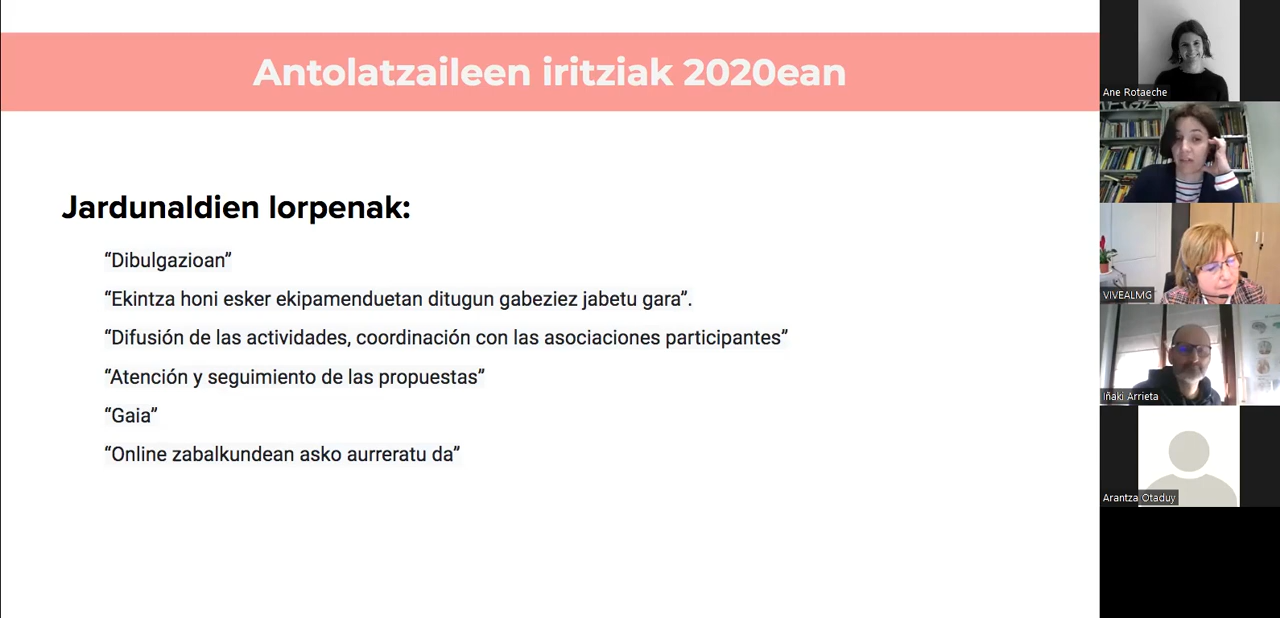 Antolatzaileen iritziak 2020ean
Jardunaldien lorpenak:
“Dibulgazioan”
“Ekintza honi esker ekipamenduetan ditugun gabeziez jabetu gara”.
“Difusión de las actividades, coordinación con las asociaciones participantes”
“Atención y seguimiento de las propuestas”
“Gaia”
“Online zabalkundean asko aurreratu da”
Ane Rotaeche
VIVEALMG
Iñaki Arrieta
Arantza Otaduy